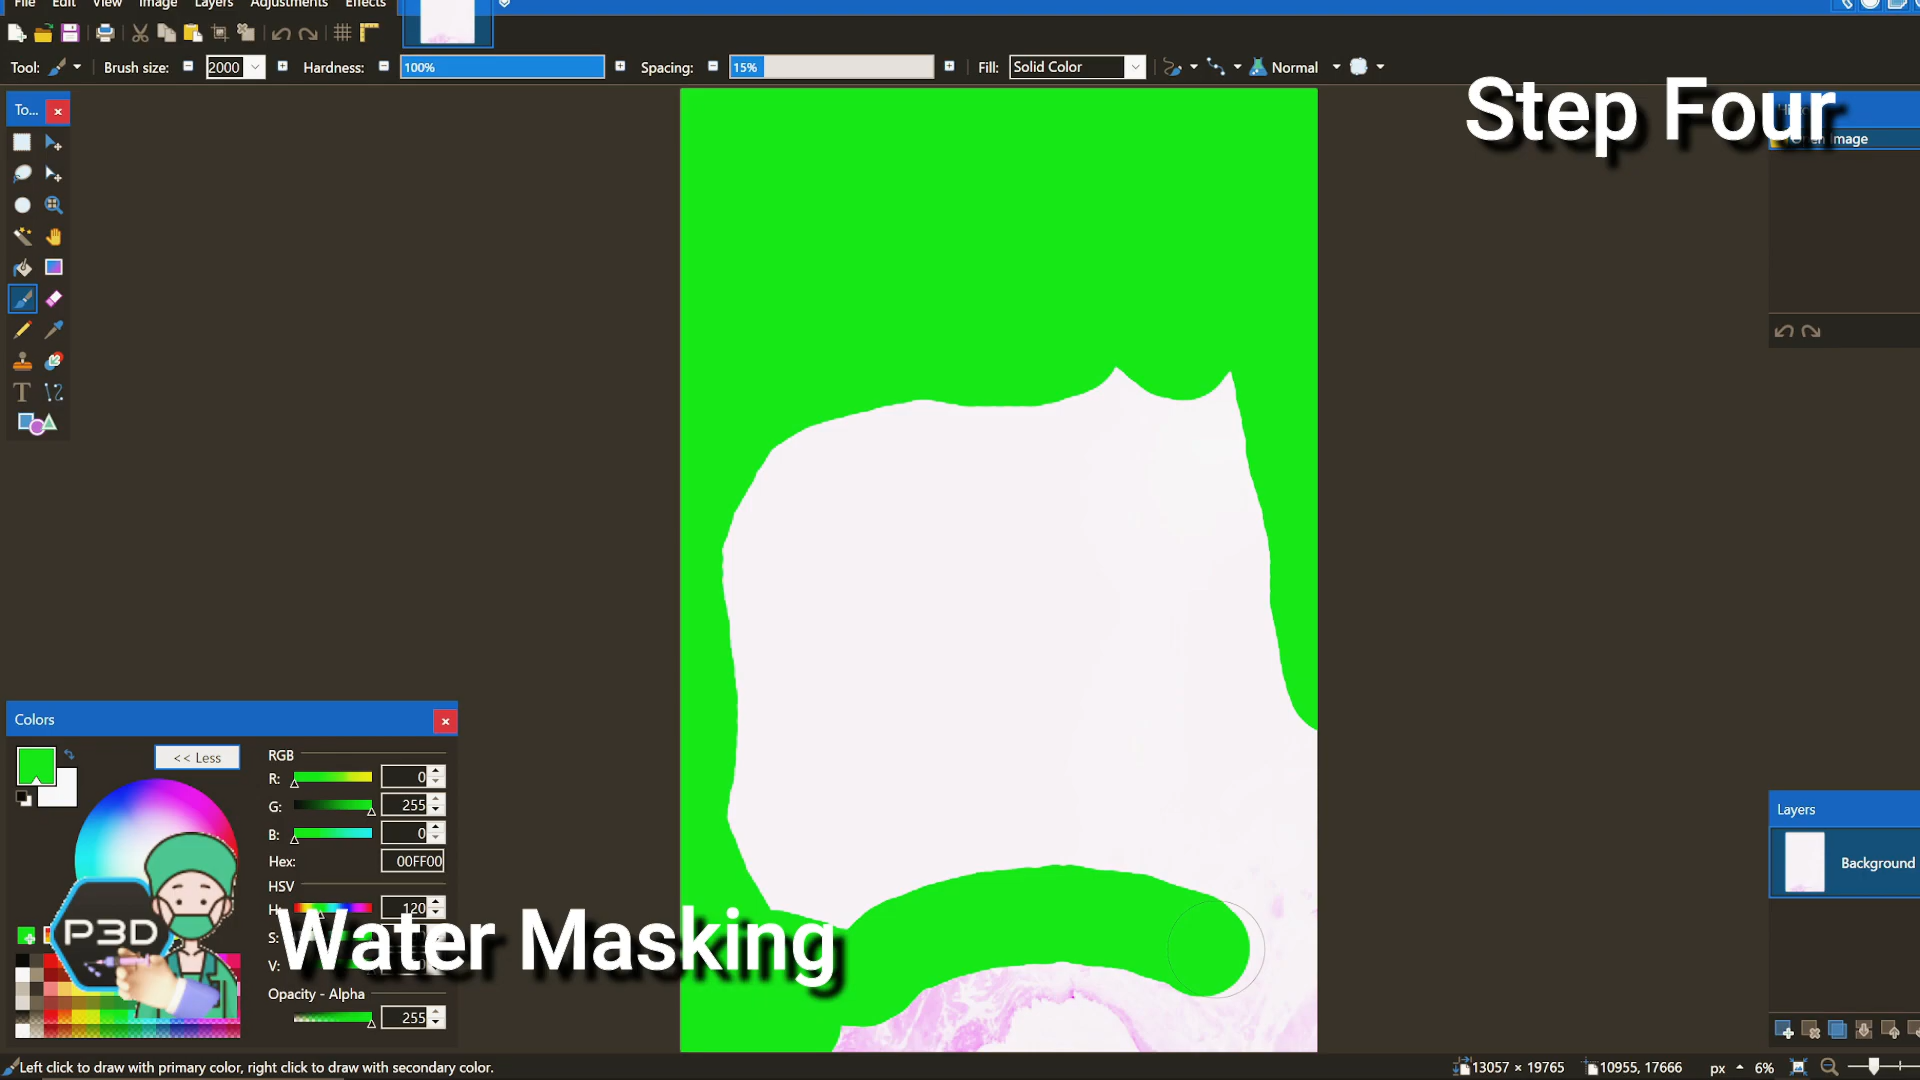 File Edit View Image Layers Adjustments Effects
Tool: Brush size: 2000 Hardness: 100% Spacing: 15% Fill: Solid Color Normal
Step Four
To...
Image
Colors
<< Less
RGB
R: 0
G: 255
B: 0
Hex: 00FF00
HSV
H: 120
S:
V:
Opacity - Alpha
255
P3D
Water Masking
Layers
Background
Left click to draw with primary color, right click to draw with secondary color.
13057 × 19765 10955, 17666 px 6%